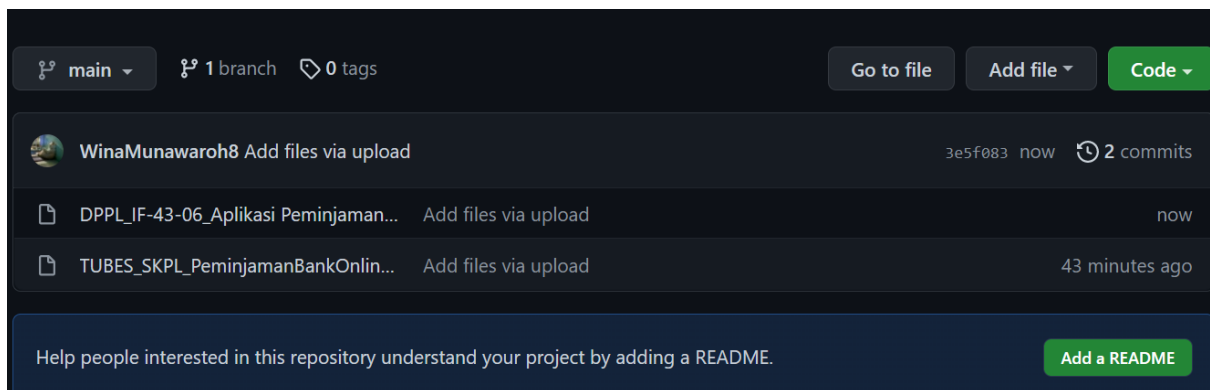 main 1 branch 0 tags Go to file Add file Code
WinaMunawaroh8 Add files via upload 3e5f083 now 2 commits
DPPL_IF-43-06_Aplikasi Peminjaman... Add files via upload now
TUBES_SKPL_PeminjamanBankOnlin... Add files via upload 43 minutes ago
Help people interested in this repository understand your project by adding a README. Add a README